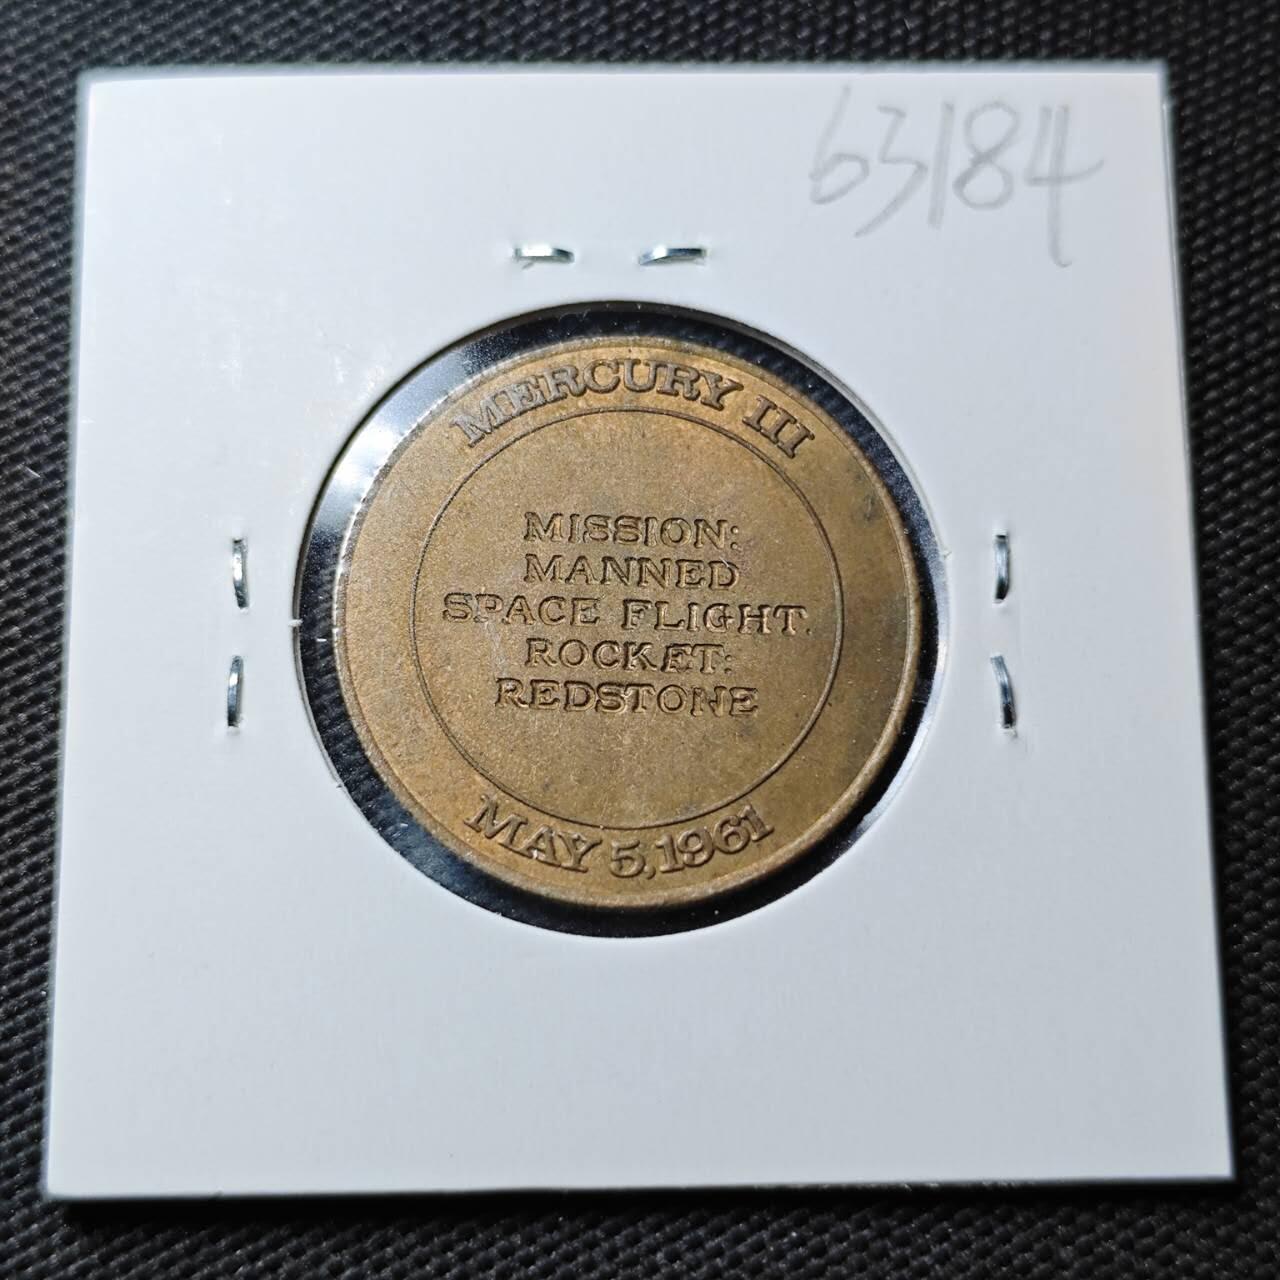 63184
MERCURY III
MISSION:
MANNED
SPACE FLIGHT.
ROCKET:
REDSTONE
MAY 5,1961